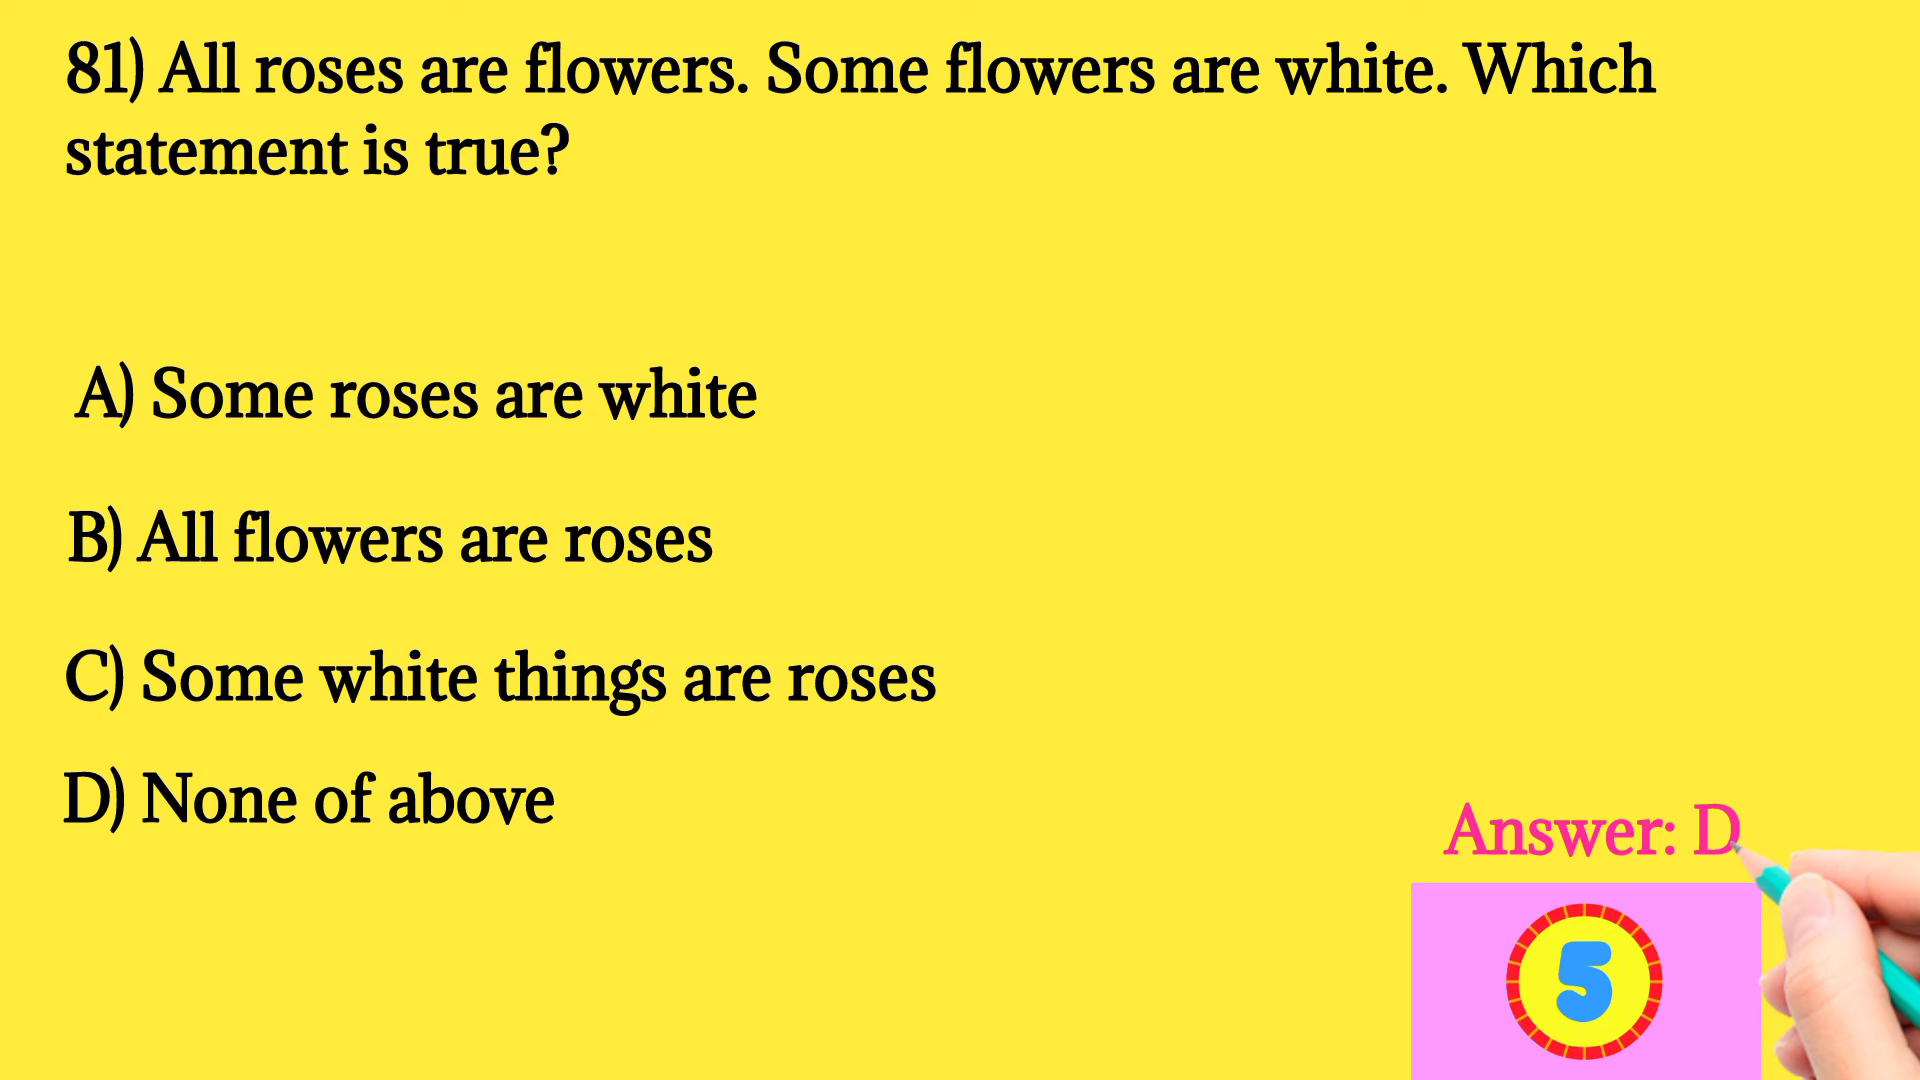 81) All roses are flowers. Some flowers are white. Which
statement is true?
A) Some roses are white
B) All flowers are roses
C) Some white things are roses
D) None of above
Answer: D
5